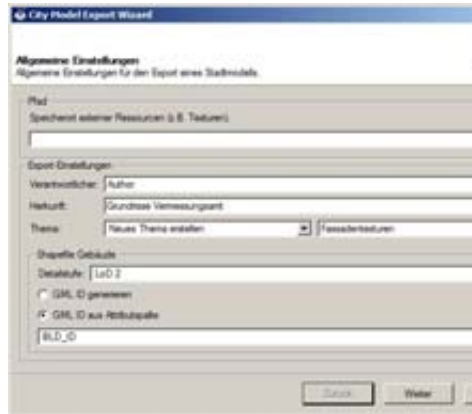 City Model Export Wizard
Allgemeine Einstellungen
Allgemeine Einstellungen für den Export eines Stadtmodells.
Pfad
Speicherort externer Ressourcen (z.B. Texturen).
Export Einstellungen
Verantwortlicher: Author
Herkunft: Grundrisse Vermessungsamt
Thema: Neues Thema erstellen Fassadentexturen
Shapefile Gebäude
Detailstufe: LoD 2
GML ID generieren
GML ID aus Attributspalte
BLD_ID
Zurück Weiter